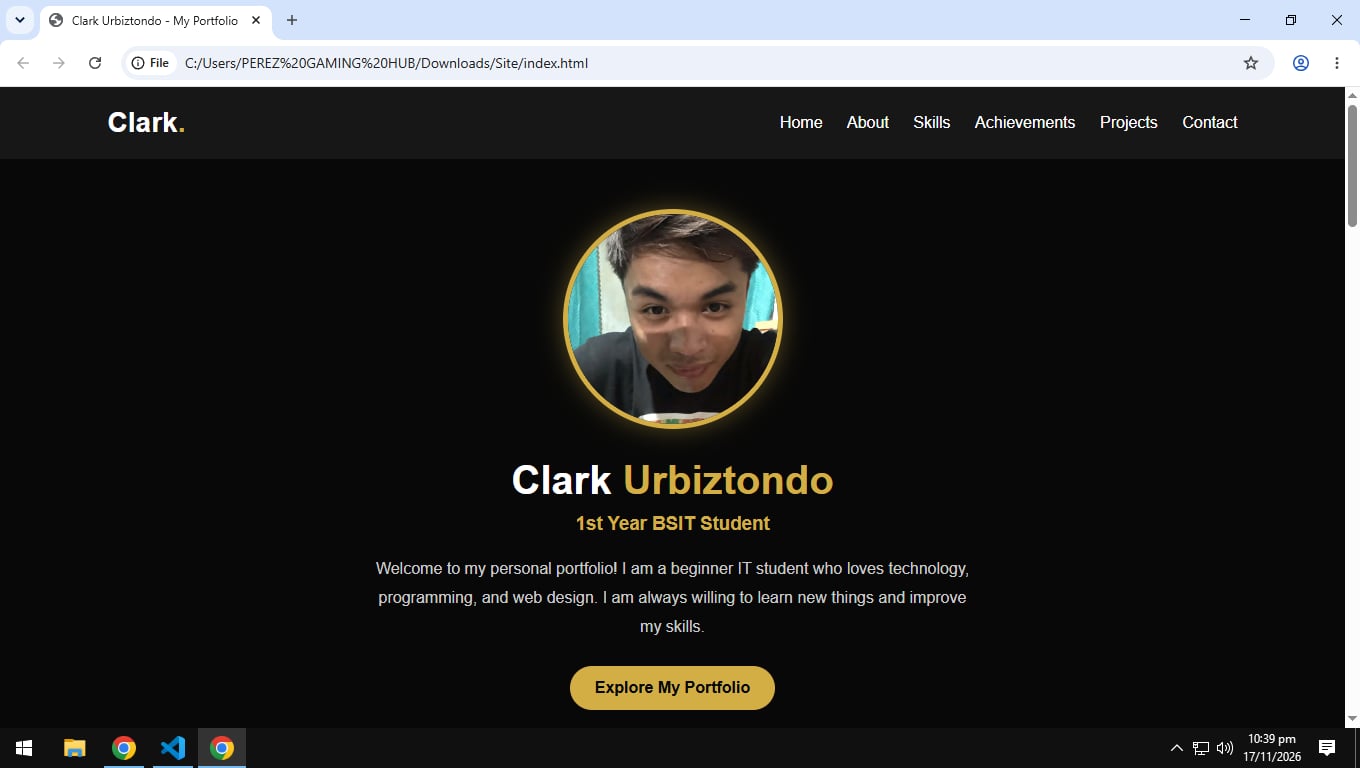 Clark Urbiztondo - My Portfolio
File
C:/Users/PEREZ%20GAMING%20HUB/Downloads/Site/index.html
Clark.
Home About Skills Achievements Projects Contact
Clark Urbiztondo
1st Year BSIT Student
Welcome to my personal portfolio! I am a beginner IT student who loves technology,
programming, and web design. I am always willing to learn new things and improve
my skills.
Explore My Portfolio
10:39 pm
17/11/2026